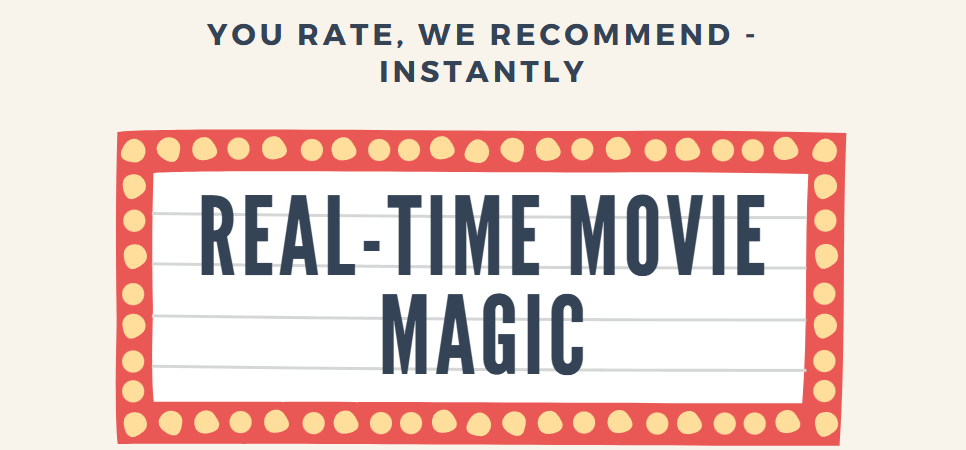 YOU RATE, WE RECOMMEND -
INSTANTLY
REAL-TIME MOVIE
MAGIC